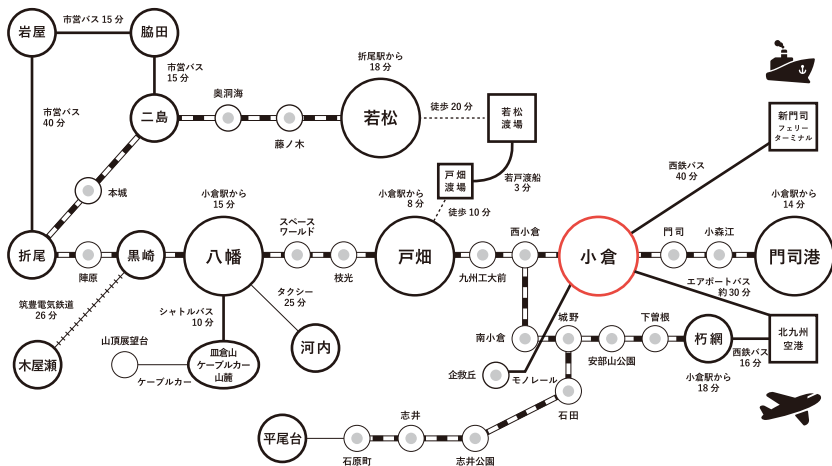 岩屋
市営バス 15 分
脇田
市営バス
15 分
市営バス
40 分
二島
奥洞海
藤ノ木
折尾駅から
18 分
若松
徒歩 20 分
若松
渡場
新門司
フェリー
ターミナル
西鉄バス
40 分
戸畑
渡場
若戸渡船
3 分
徒歩 10 分
本城
折尾
陣原
黒崎
小倉駅から
15 分
八幡
スペース
ワールド
枝光
小倉駅から
8 分
戸畑
九州工大前
西小倉
小倉
門司
小森江
小倉駅から
14 分
門司港
エアポートバス
約 30 分
筑豊電気鉄道
26 分
木屋瀬
シャトルバス
10 分
タクシー
25 分
河内
山頂展望台
ケーブルカー
皿倉山
ケーブルカー
山麓
南小倉
城野
安部山公園
下曽根
朽網
西鉄バス
16 分
北九州
空港
小倉駅から
18 分
企救丘
モノレール
石田
平尾台
石原町
志井
志井公園